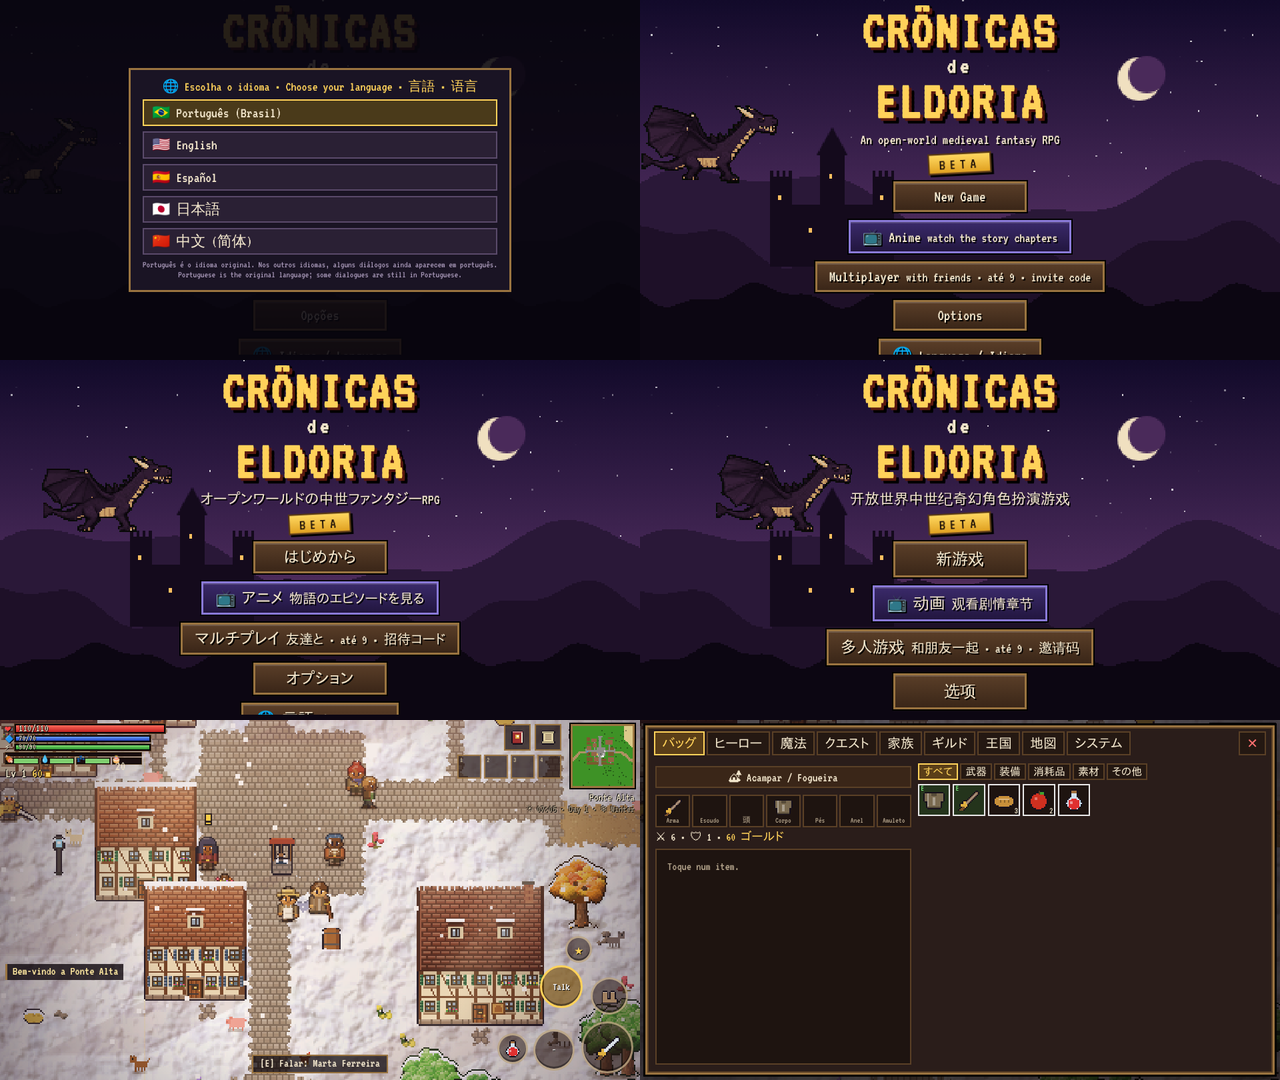 CRÔNICAS
de
Escolha o idioma • Choose your language • 言語 • 语言
Português (Brasil)
English
Español
日本語
中文 (简体)
Português é o idioma original. Nos outros idiomas, alguns diálogos ainda aparecem em português.
Portuguese is the original language; some dialogues are still in Portuguese.
Opções
CRÔNICAS
de
ELDORIA
An open-world medieval fantasy RPG
BETA
New Game
Anime watch the story chapters
Multiplayer with friends • até 9 • invite code
Options
CRÔNICAS
de
ELDORIA
オープンワールドの中世ファンタジーRPG
BETA
はじめから
アニメ 物語のエピソードを見る
マルチプレイ 友達と • até 9 • 招待コード
オプション
CRÔNICAS
de
ELDORIA
开放世界中世纪奇幻角色扮演游戏
BETA
新游戏
动画 观看剧情章节
多人游戏 和朋友一起 • até 9 • 邀请码
选项
110/110
Lv 1 60
Ponte Alta
Bem-vindo a Ponte Alta
Talk
[E] Falar: Marta Ferreira
バッグ ヒーロー 魔法 クエスト 家族 ギルド 王国 地図 システム ×
Acampar / Fogueira
すべて 武器 装備 消耗品 素材 その他
Arma Escudo 頭 Corpo Pés Anel Amuleto
E E 3 2
6 • 1 • 60 ゴールド
Toque num item.